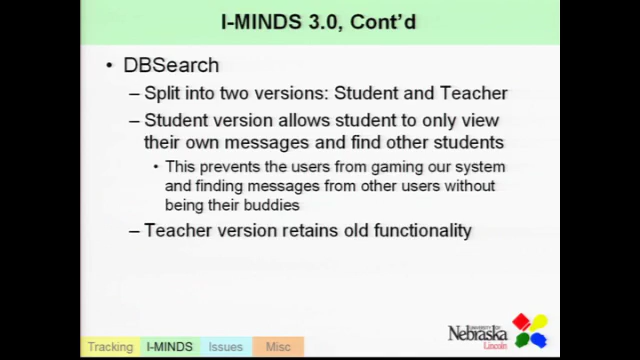 I-MINDS 3.0, Cont'd
• DBSearch
– Split into two versions: Student and Teacher
– Student version allows student to only view
their own messages and find other students
• This prevents the users from gaming our system
and finding messages from other users without
being their buddies
– Teacher version retains old functionality
UNIVERSITY OF
Nebraska
Lincoln
Tracking
I-MINDS
Issues
Misc